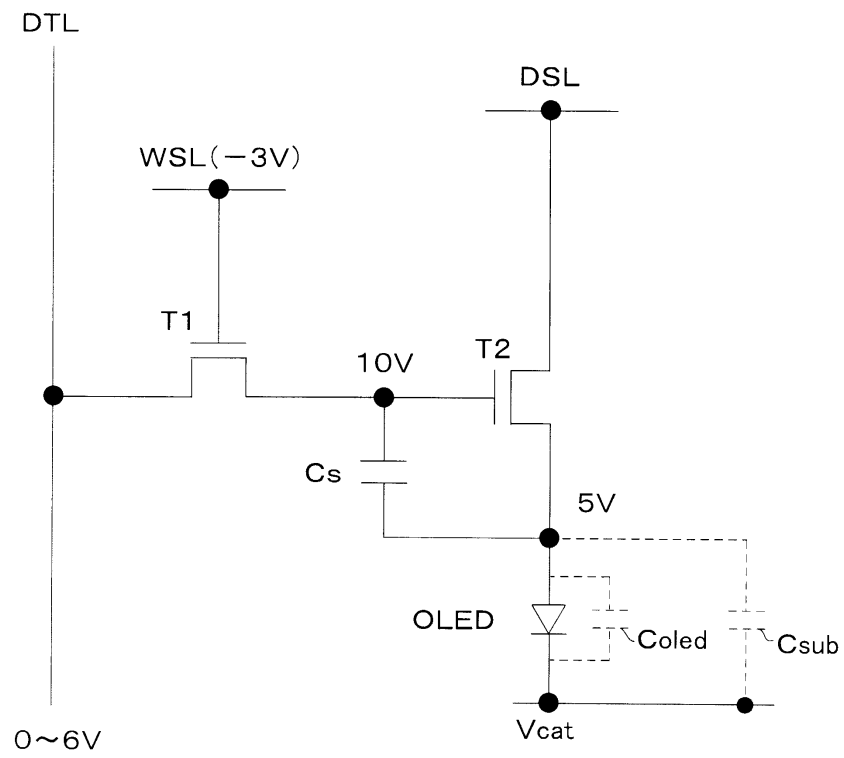 DTL
DSL
WSL(−3V)
T1
T2
10V
Cs
5V
OLED
Coled
Csub
Vcat
0〜6V